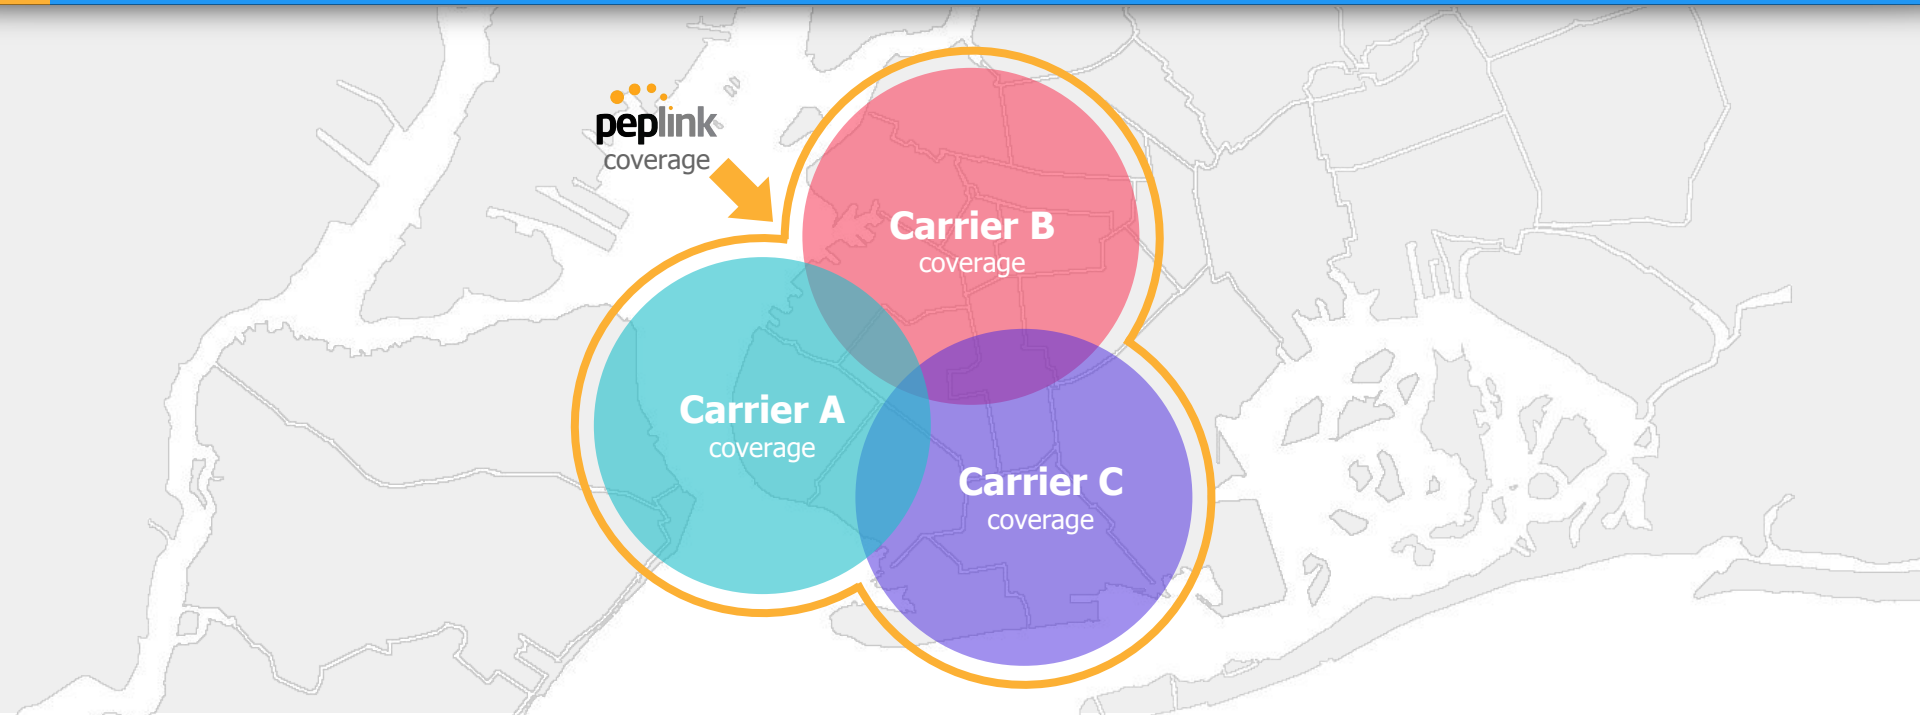 peplink
coverage
Carrier B
coverage
Carrier A
coverage
Carrier C
coverage